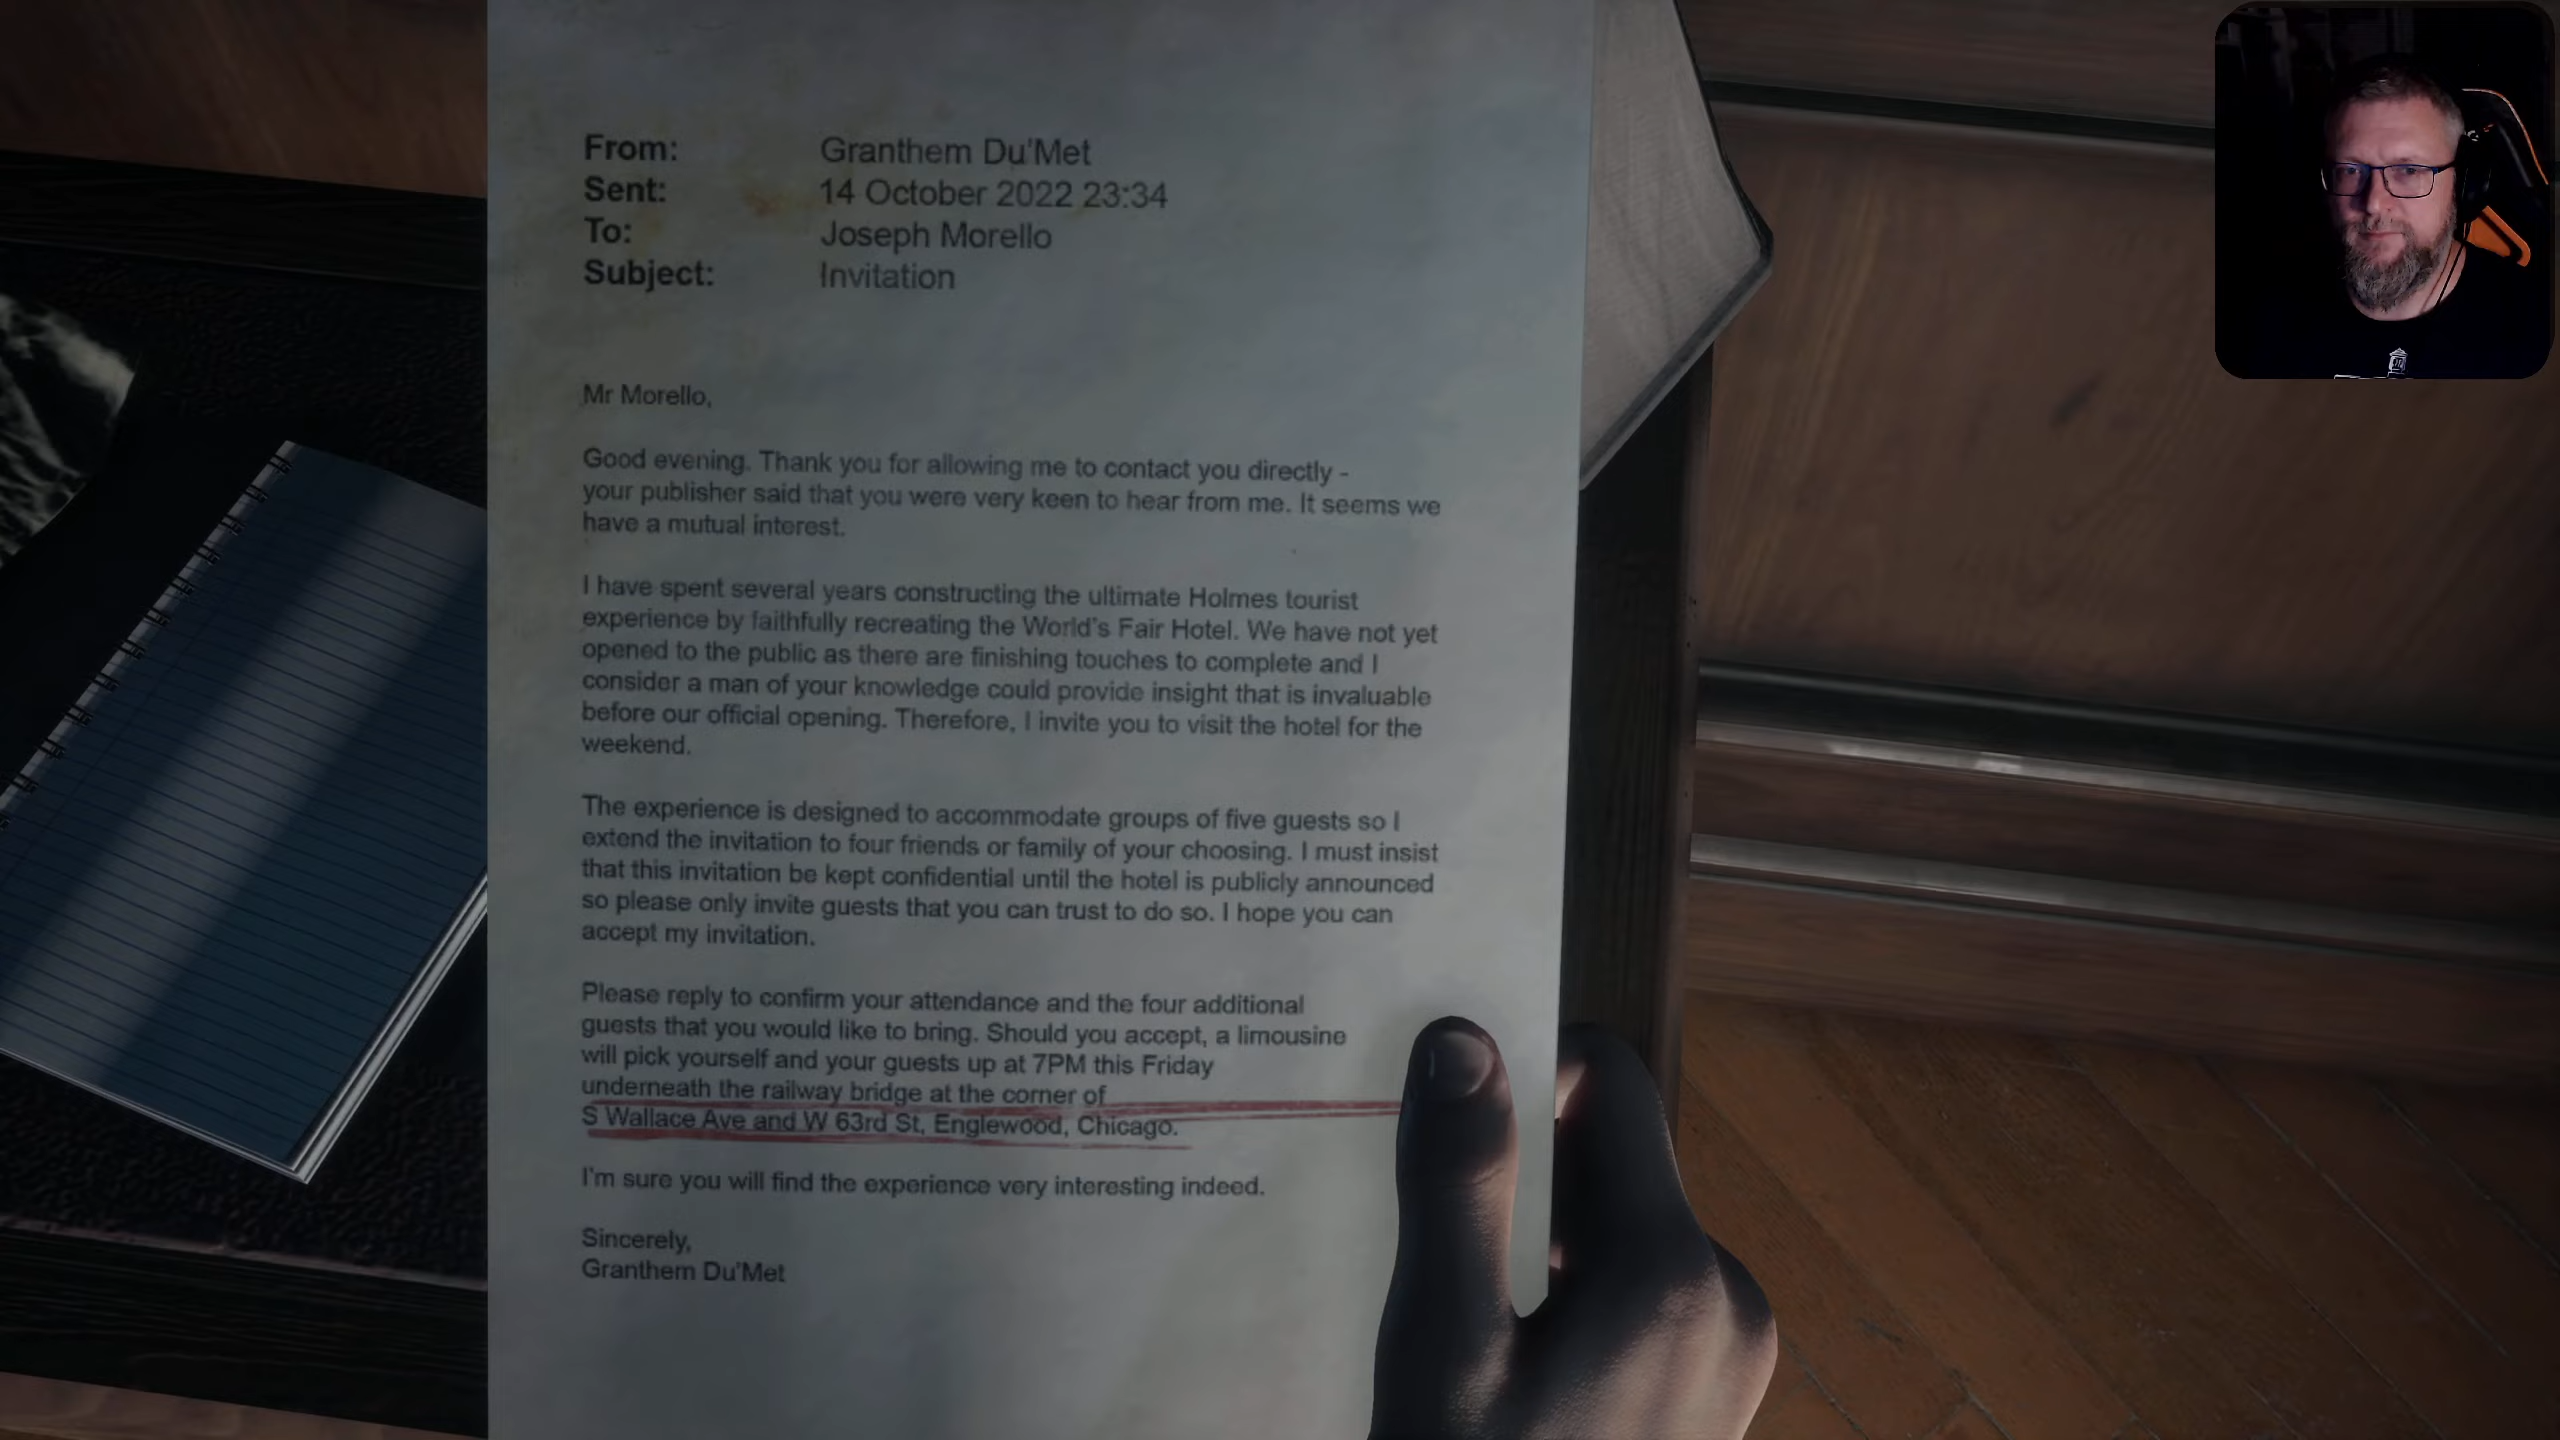 From: Granthem Du'Met
Sent: 14 October 2022 23:34
To: Joseph Morello
Subject: Invitation
Mr Morello,
Good evening. Thank you for allowing me to contact you directly -
your publisher said that you were very keen to hear from me. It seems we
have a mutual interest.
I have spent several years constructing the ultimate Holmes tourist
experience by faithfully recreating the World's Fair Hotel. We have not yet
opened to the public as there are finishing touches to complete and I
consider a man of your knowledge could provide insight that is invaluable
before our official opening. Therefore, I invite you to visit the hotel for the
weekend.
The experience is designed to accommodate groups of five guests so I
extend the invitation to four friends or family of your choosing. I must insist
that this invitation be kept confidential until the hotel is publicly announced
so please only invite guests that you can trust to do so. I hope you can
accept my invitation.
Please reply to confirm your attendance and the four additional
guests that you would like to bring. Should you accept, a limousine
will pick yourself and your guests up at 7PM this Friday
underneath the railway bridge at the corner of
S Wallace Ave and W 63rd St, Englewood, Chicago.
I'm sure you will find the experience very interesting indeed.
Sincerely,
Granthem Du'Met